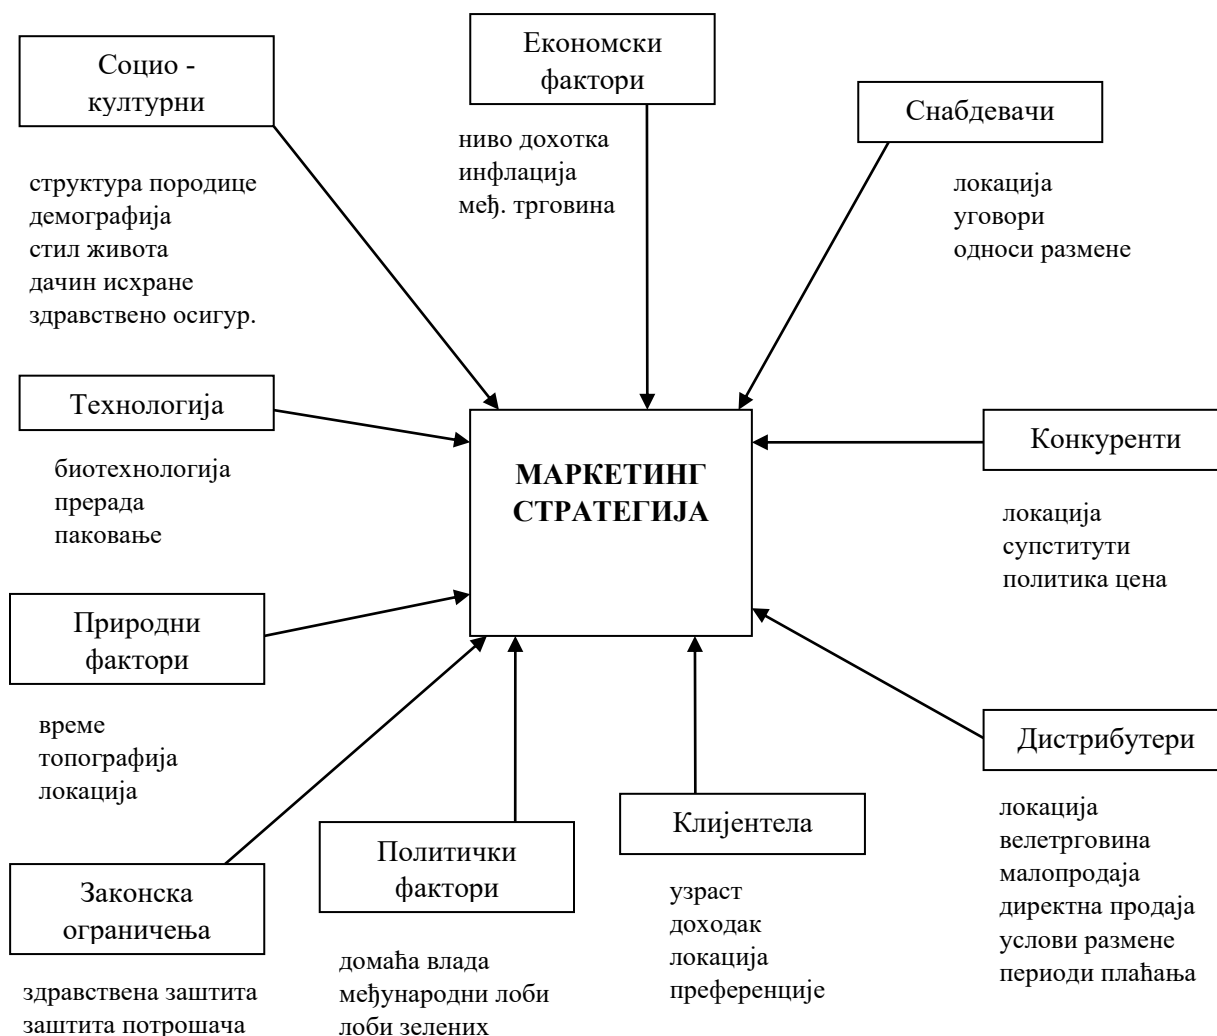 Социо -
културни
структура породице
демографија
стил живота
дачин исхране
здравствено осигур.
Економски
фактори
ниво дохотка
инфлација
међ. трговина
Снабдевачи
локација
уговори
односи размене
Технологија
биотехнологија
прерада
паковање
МАРКЕТИНГ
СТРАТЕГИЈА
Конкуренти
локација
супститути
политика цена
Природни
фактори
време
топографија
локација
Дистрибутери
локација
велетрговина
малопродаја
директна продаја
услови размене
периоди плаћања
Законска
ограничења
здравствена заштита
заштита потрошача
Политички
фактори
домаћа влада
међународни лоби
лоби зелених
Клијентела
узраст
доходак
локација
преференције